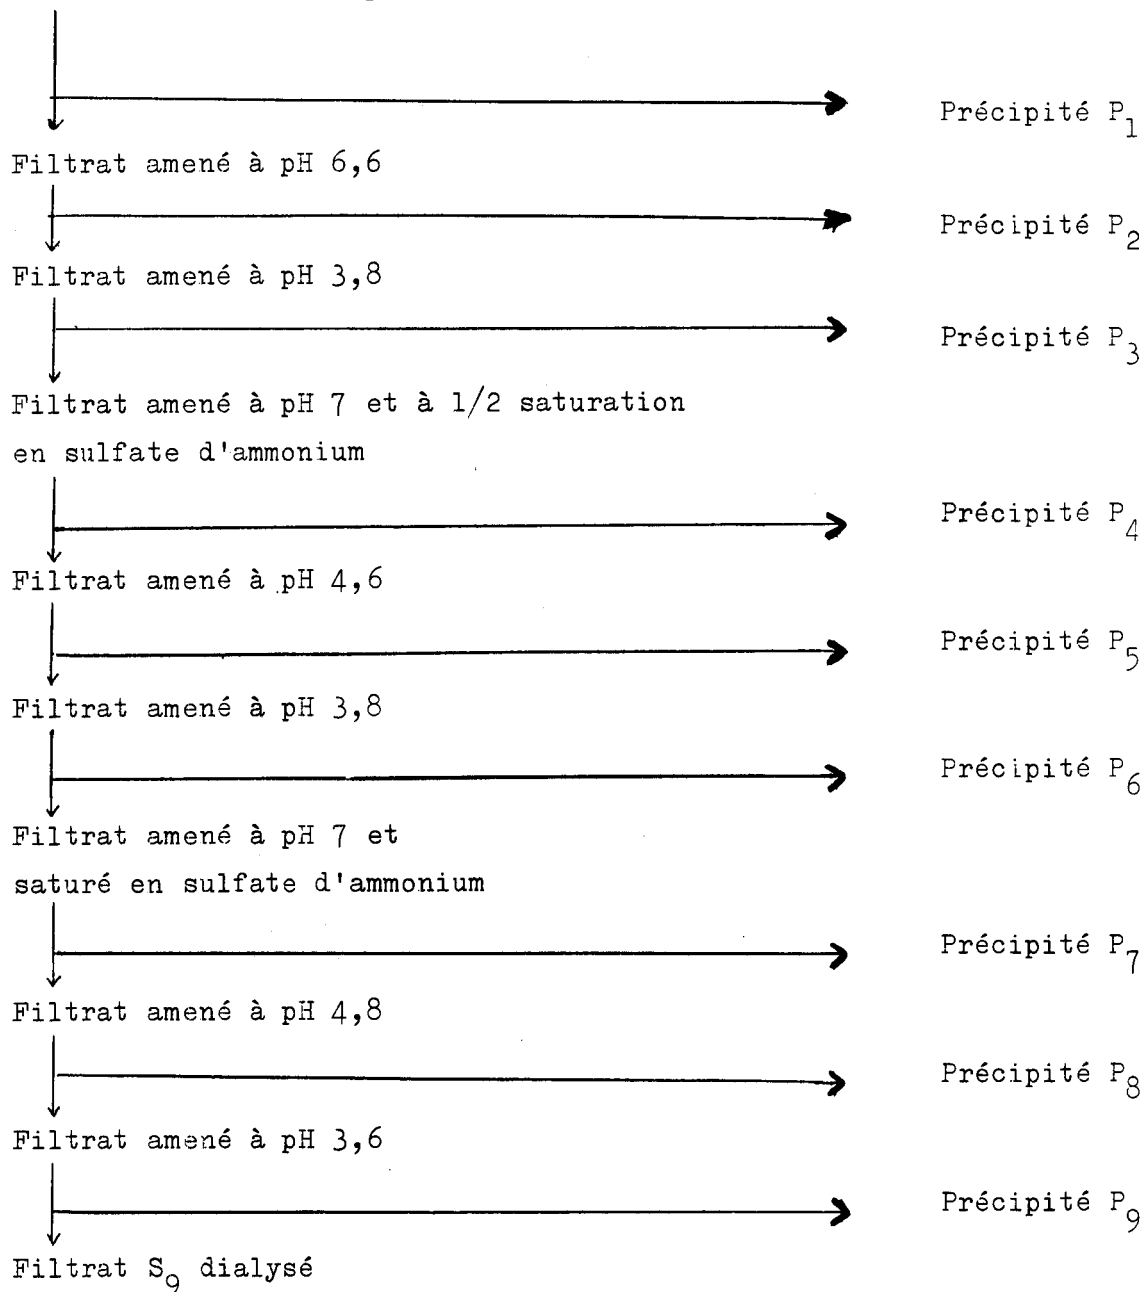 Précipité P₁
Filtrat amené à pH 6,6
Précipité P₂
Filtrat amené à pH 3,8
Précipité P₃
Filtrat amené à pH 7 et à 1/2 saturation
en sulfate d'ammonium
Précipité P₄
Filtrat amené à pH 4,6
Précipité P₅
Filtrat amené à pH 3,8
Précipité P₆
Filtrat amené à pH 7 et
saturé en sulfate d'ammonium
Précipité P₇
Filtrat amené à pH 4,8
Précipité P₈
Filtrat amené à pH 3,6
Précipité P₉
Filtrat S₉ dialysé